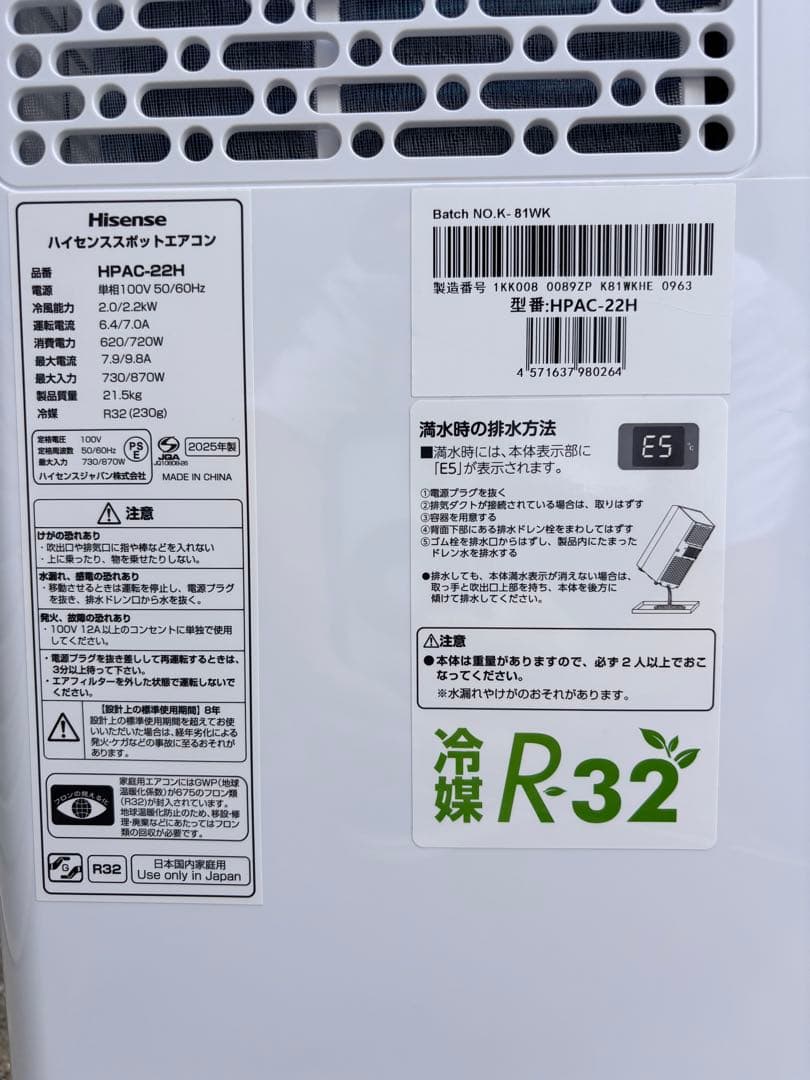 Hisense
ハイセンススポットエアコン
品番 HPAC-22H
電源 単相100V 50/60Hz
冷風能力 2.0/2.2kW
運転電流 6.4/7.0A
消費電力 620/720W
最大電流 7.9/9.8A
最大入力 730/870W
製品質量 21.5kg
冷媒 R32(230g)
定格電圧 100V
定格周波数 50/60Hz
最大入力 730/870W
ハイセンスジャパン株式会社
PS
E
JQA
2025年製
MADE IN CHINA
注意
けがの恐れあり
・吹出口や排気口に指や棒などを入れない
・上に乗ったり、物を乗せたりしない。
水漏れ、感電の恐れあり
・移動させるときは運転を停止し、電源プラグ
を抜き、排水ドレン口から水を抜く。
発火、故障の恐れあり
・100V 12A以上のコンセントに単独で使用
してください。
・電源プラグを抜き差しして再運転するときは、
3分以上待って下さい。
・エアフィルターを外した状態で運転しないで
ください。
【設計上の標準使用期間】8年
設計上の標準使用期間を超えてお使
いいただいた場合は、経年劣化による
発火・ケガなどの事故に至るおそれが
あります。
フロンの見える化
家庭用エアコンにはGWP(地球
温暖化係数)が675のフロン類
(R32)が封入されています。
地球温暖化防止のため、移設・修
理・廃棄などにあたってはフロン
類の回収が必要です。
G
R32
日本国内家庭用
Use only in Japan
Batch NO.K- 81WK
製造番号 1KK008 0089ZP K81WKHE 0963
型番:HPAC-22H
4 571637 980264
満水時の排水方法
■満水時には、本体表示部に
「E5」が表示されます。
E5
℃
①電源プラグを抜く
②排気ダクトが接続されている場合は、取りはずす
③容器を用意する
④背面下部にある排水ドレン栓をまわしてはずす
⑤ゴム栓を排水口からはずし、製品内にたまった
ドレン水を排水する
●排水しても、本体満水表示が消えない場合は、
取っ手と吹出口上部を持ち、本体を後方に
傾けて排水してください。
注意
●本体は重量がありますので、必ず2人以上でおこ
なってください。
※水漏れやけがのおそれがあります。
冷媒 R-32